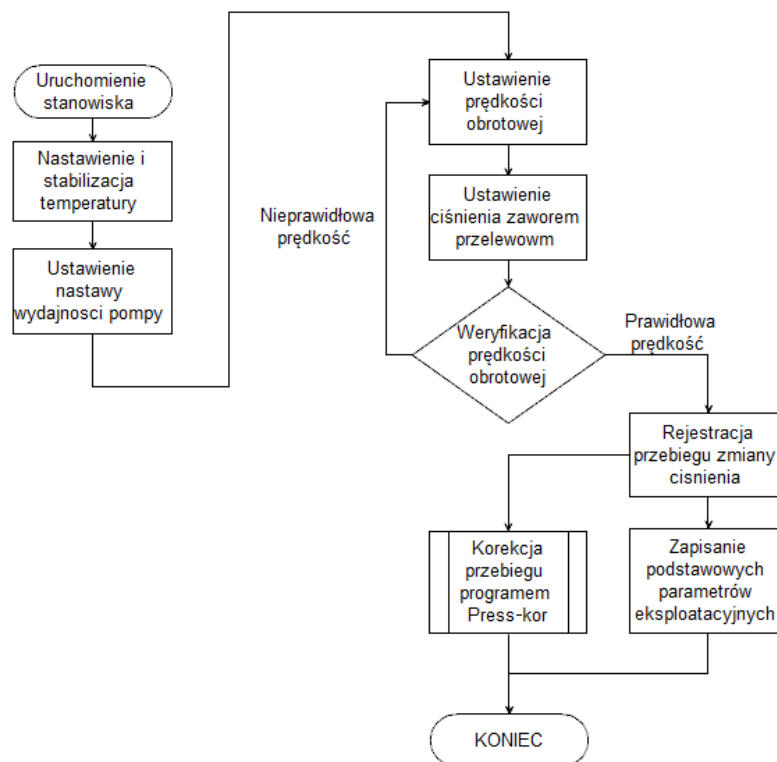 Uruchomienie
stanowiska
Nastawienie i
stabilizacja
temperatury
Ustawienie
nastawy
wydajnosci pompy
Ustawienie
prędkości
obrotowej
Ustawienie
ciśnienia zaworem
przelewowm
Nieprawidłowa
prędkość
Weryfikacja
prędkości
obrotowej
Prawidłowa
prędkość
Rejestracja
przebiegu zmiany
cisnienia
Korekcja
przebiegu
programem
Press-kor
Zapisanie
podstawowych
parametrów
eksploatacyjnych
KONIEC